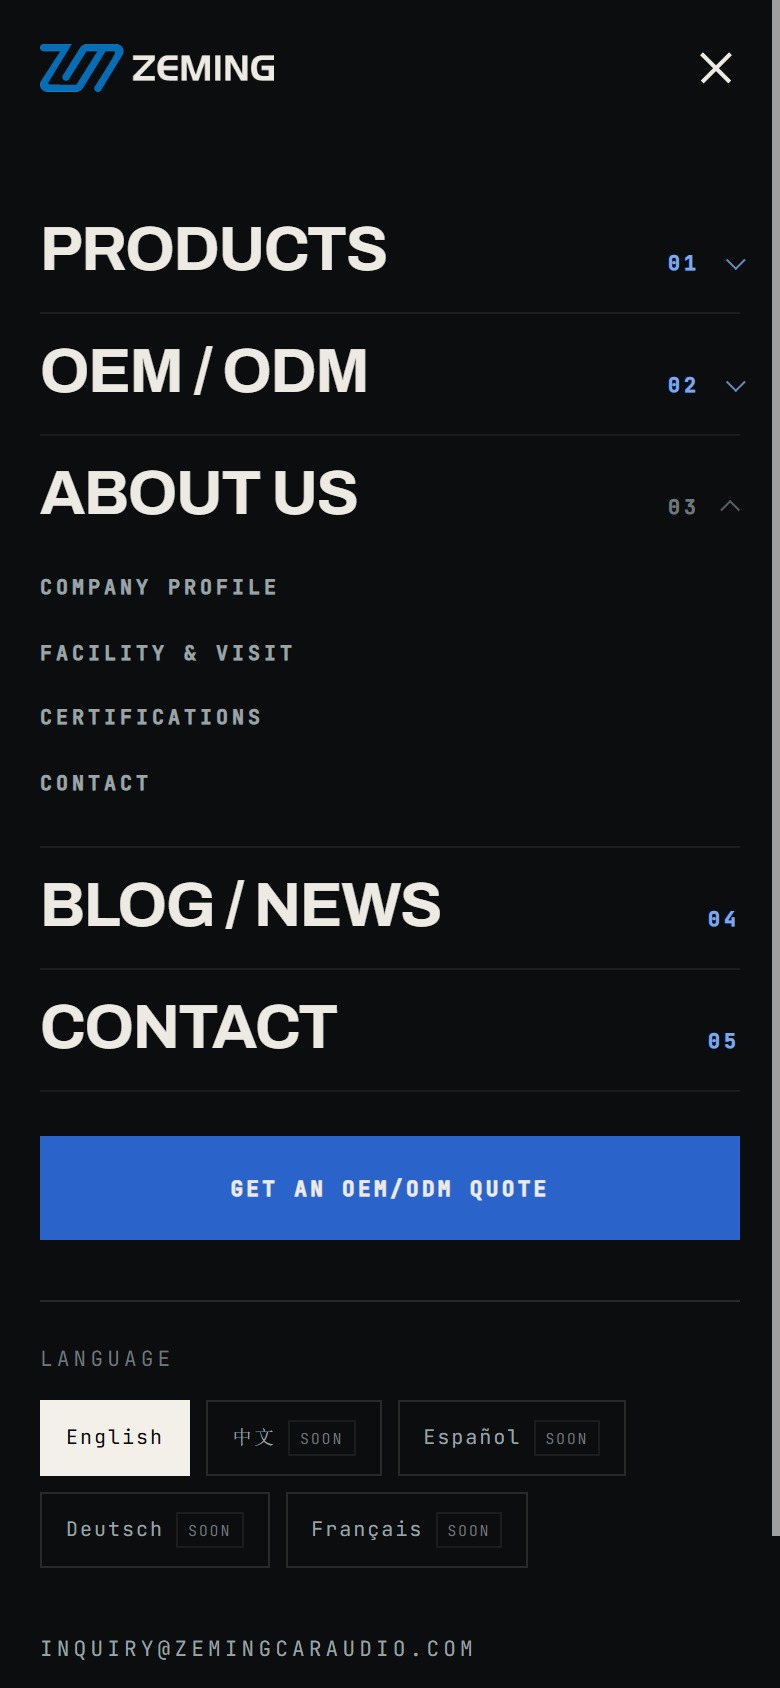 ZEMING
PRODUCTS 01
OEM / ODM 02
ABOUT US 03
COMPANY PROFILE
FACILITY & VISIT
CERTIFICATIONS
CONTACT
BLOG / NEWS 04
CONTACT 05
GET AN OEM/ODM QUOTE
LANGUAGE
English 中文 SOON Español SOON
Deutsch SOON Français SOON
INQUIRY@ZEMINGCARAUDIO.COM